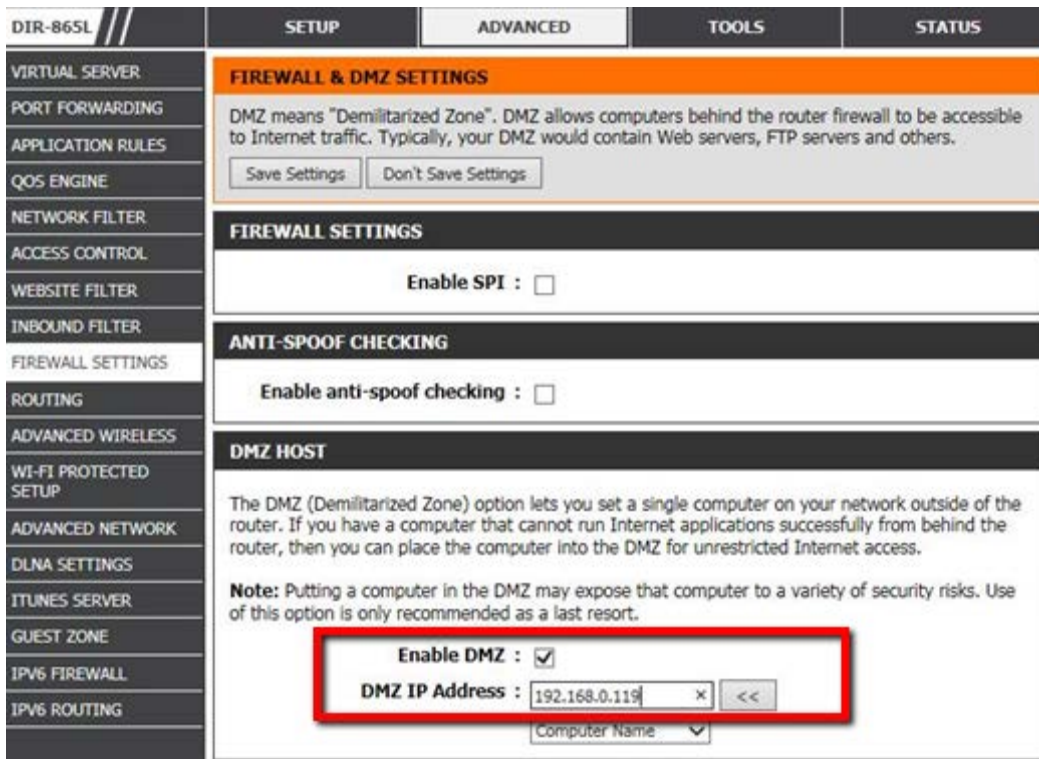 DIR-865L
SETUP
ADVANCED
TOOLS
STATUS
VIRTUAL SERVER
PORT FORWARDING
APPLICATION RULES
QOS ENGINE
NETWORK FILTER
ACCESS CONTROL
WEBSITE FILTER
INBOUND FILTER
FIREWALL SETTINGS
ROUTING
ADVANCED WIRELESS
WI-FI PROTECTED
SETUP
ADVANCED NETWORK
DLNA SETTINGS
ITUNES SERVER
GUEST ZONE
IPV6 FIREWALL
IPV6 ROUTING
FIREWALL & DMZ SETTINGS
DMZ means "Demilitarized Zone". DMZ allows computers behind the router firewall to be accessible
to Internet traffic. Typically, your DMZ would contain Web servers, FTP servers and others.
Save Settings Don't Save Settings
FIREWALL SETTINGS
Enable SPI :
ANTI-SPOOF CHECKING
Enable anti-spoof checking :
DMZ HOST
The DMZ (Demilitarized Zone) option lets you set a single computer on your network outside of the
router. If you have a computer that cannot run Internet applications successfully from behind the
router, then you can place the computer into the DMZ for unrestricted Internet access.
Note: Putting a computer in the DMZ may expose that computer to a variety of security risks. Use
of this option is only recommended as a last resort.
Enable DMZ :
DMZ IP Address : 192.168.0.119 × <<
Computer Name